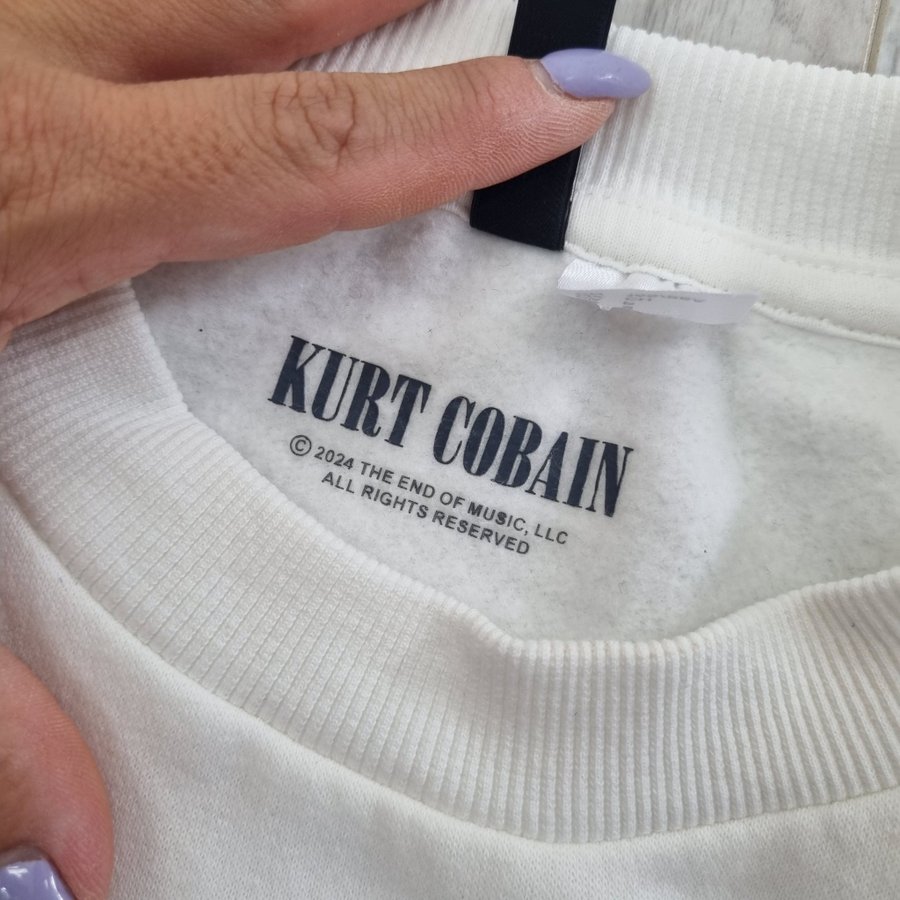 KURT COBAIN
© 2024 THE END OF MUSIC, LLC
ALL RIGHTS RESERVED